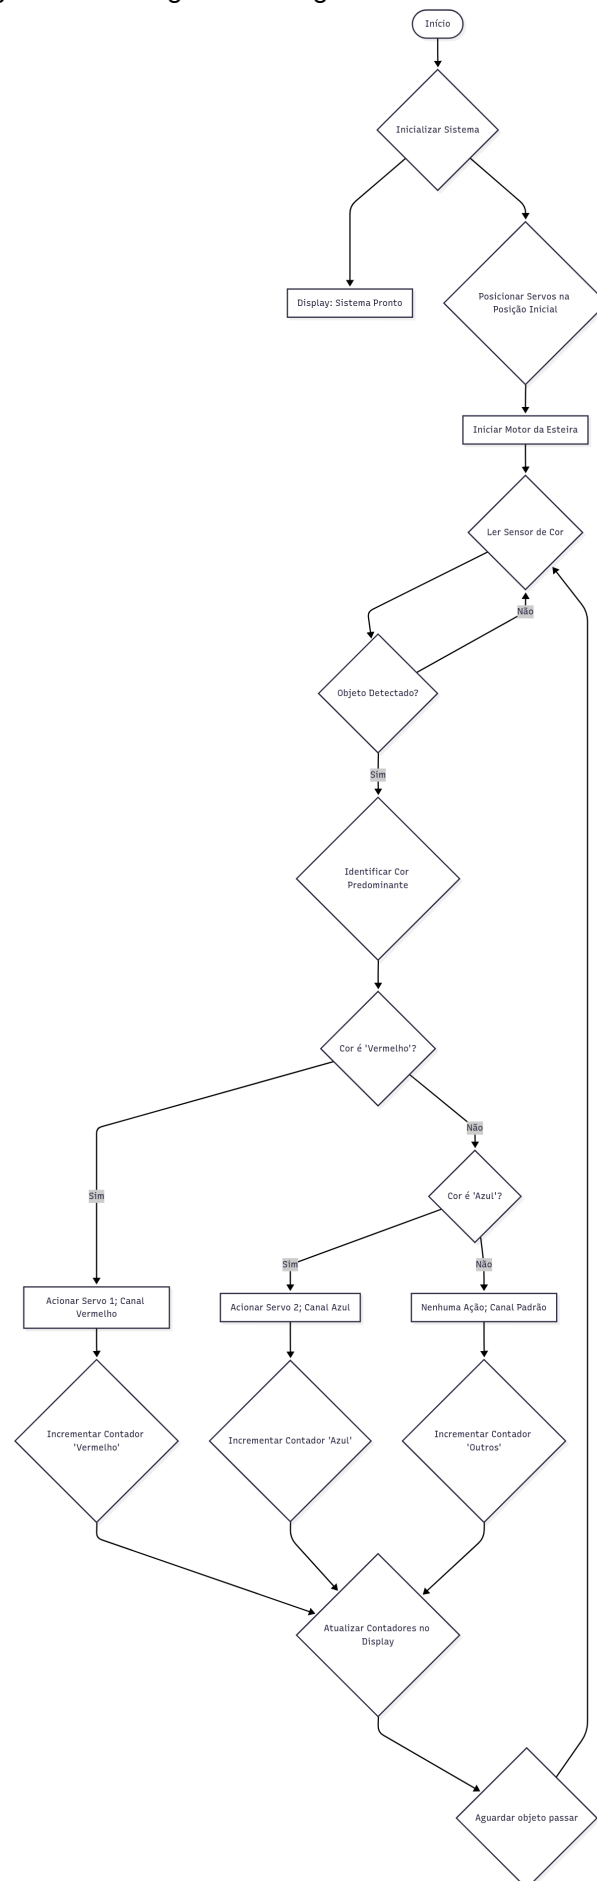 Início
Inicializar Sistema
Display: Sistema Pronto
Posicionar Servos na
Posição Inicial
Iniciar Motor da Esteira
Ler Sensor de Cor
Não
Objeto Detectado?
Sim
Identificar Cor
Predominante
Cor é 'Vermelho'?
Não
Sim
Cor é 'Azul'?
Sim
Não
Acionar Servo 1; Canal
Vermelho
Acionar Servo 2; Canal Azul
Nenhuma Ação; Canal Padrão
Incrementar Contador
'Vermelho'
Incrementar Contador 'Azul'
Incrementar Contador
'Outros'
Atualizar Contadores no
Display
Aguardar objeto passar